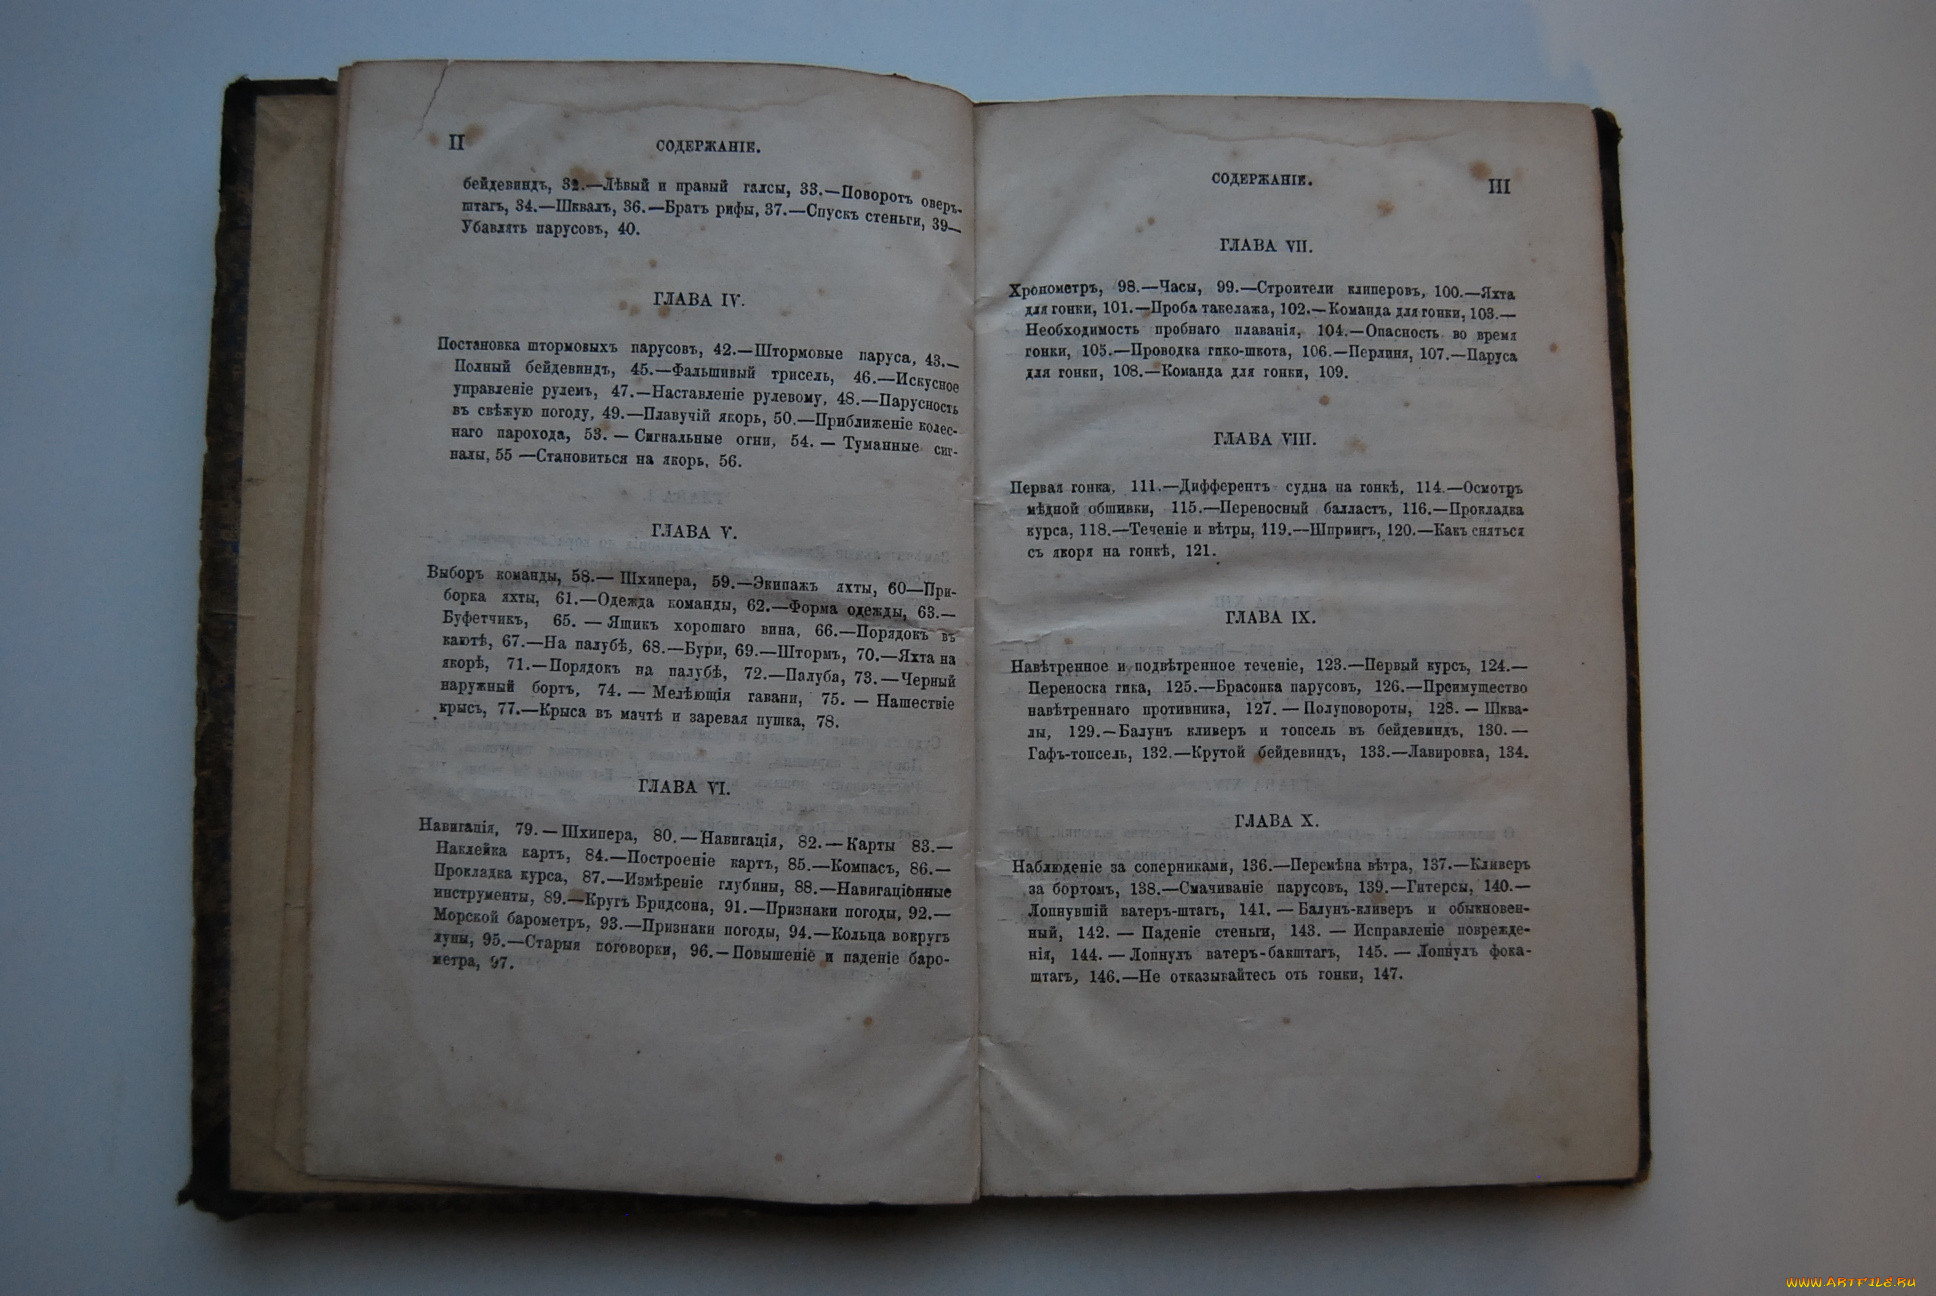 II
СОДЕРЖАНІЕ.
бейдевиндъ, 32.—Лѣвый и правый галсы, 33.—Поворотъ оверъ-
штагъ, 34.—Шквалъ, 36.—Брать рифы, 37.—Спускъ стеньги, 39—
Убавлять парусовъ, 40.
ГЛАВА IV.
Постановка штормовыхъ парусовъ, 42.—Штормовые паруса, 43.—
Полный бейдевиндъ, 45.—Фальшивый трисель, 46.—Искусное
управленіе рулемъ, 47.—Наставленіе рулевому, 48.—Парусность
въ свѣжую погоду, 49.—Плавучій якорь, 50.—Приближеніе колес-
наго парохода, 53. — Сигнальные огни, 54. — Туманные сиг-
налы, 55 —Становиться на якорь, 56.
ГЛАВА V.
Выборъ команды, 58.— Шхипера, 59.—Экипажъ яхты, 60—При-
борка яхты, 61.—Одежда команды, 62.—Форма одежды, 63.—
Буфетчикъ, 65. — Ящикъ хорошаго вина, 66.—Порядокъ въ
каютѣ, 67.—На палубѣ, 68.—Бури, 69.—Штормъ, 70.—Яхта на
якорѣ, 71.—Порядокъ на палубѣ, 72.—Палуба, 73.—Черный
наружный бортъ, 74. — Мелѣющія гавани, 75. — Нашествіе
крысъ, 77.—Крыса въ мачтѣ и заревая пушка, 78.
ГЛАВА VI.
Навигація, 79.—Шхипера, 80.—Навигація, 82.—Карты 83.—
Наклейка картъ, 84.—Построеніе картъ, 85.—Компасъ, 86.—
Прокладка курса, 87.—Измѣреніе глубины, 88.—Навигаціонные
инструменты, 89.—Кругъ Бридсона, 91.—Признаки погоды, 92.—
Морской барометръ, 93.—Признаки погоды, 94.—Кольца вокругъ
луны, 95.—Старыя поговорки, 96.—Повышеніе и паденіе баро-
метра, 97.
СОДЕРЖАНІЕ.
III
ГЛАВА VII.
Хронометръ, 98.—Часы, 99.—Строители клиперовъ, 100.—Яхта
для гонки, 101.—Проба такелажа, 102.—Команда для гонки, 103.—
Необходимость пробнаго плаванія, 104.—Опасность во время
гонки, 105.—Проводка гико-шкота, 106.—Перлиня, 107.—Паруса
для гонки, 108.—Команда для гонки, 109.
ГЛАВА VIII.
Первая гонка, 111.—Дифферентъ судна на гонкѣ, 114.—Осмотръ
мѣдной обшивки, 115.—Переносный балластъ, 116.—Прокладка
курса, 118.—Теченіе и вѣтры, 119.—Шпрингъ, 120.—Какъ сняться
съ якоря на гонкѣ, 121.
ГЛАВА IX.
Навѣтренное и подвѣтренное теченіе, 123.—Первый курсъ, 124.—
Переноска гика, 125.—Брасопка парусовъ, 126.—Преимущество
навѣтреннаго противника, 127. — Полуповороты, 128. — Шква-
лы, 129.—Балунъ кливер и топсель въ бейдевиндъ, 130.—
Гафъ-топсель, 132.—Крутой бейдевиндъ, 133.—Лавировка, 134.
ГЛАВА X.
Наблюденіе за соперниками, 136.—Перемѣна вѣтра, 137.—Кливеръ
за бортомъ, 138.—Смачиваніе парусовъ, 139.—Гитерсы, 140.—
Лопнувшій ватеръ-штагъ, 141. — Балунъ-кливеръ и обыкновен-
ный, 142. — Паденіе стеньги, 143. — Исправленіе поврежде-
нія, 144. — Лопнулъ ватеръ-бакштагъ, 145. — Лопнулъ фока-
штагъ, 146.—Не отказывайтесь отъ гонки, 147.
www.ARTFILE.RU